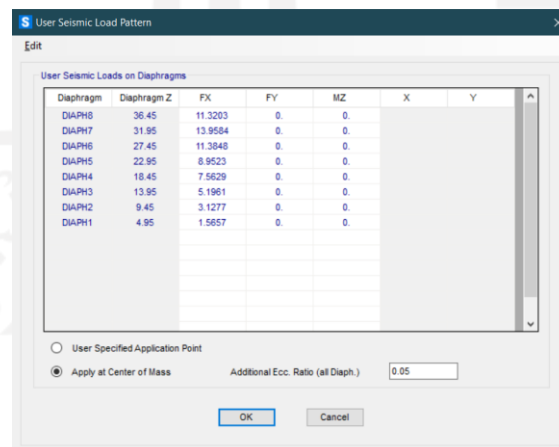 S User Seismic Load Pattern ×
Edit
User Seismic Loads on Diaphragms
Diaphragm Diaphragm Z FX FY MZ X Y
DIAPH8 36.45 11.3203 0. 0.
DIAPH7 31.95 13.9584 0. 0.
DIAPH6 27.45 11.3848 0. 0.
DIAPH5 22.95 8.9523 0. 0.
DIAPH4 18.45 7.5629 0. 0.
DIAPH3 13.95 5.1961 0. 0.
DIAPH2 9.45 3.1277 0. 0.
DIAPH1 4.95 1.5657 0. 0.
User Specified Application Point
Apply at Center of Mass Additional Ecc. Ratio (all Diaph.) 0.05
OK Cancel